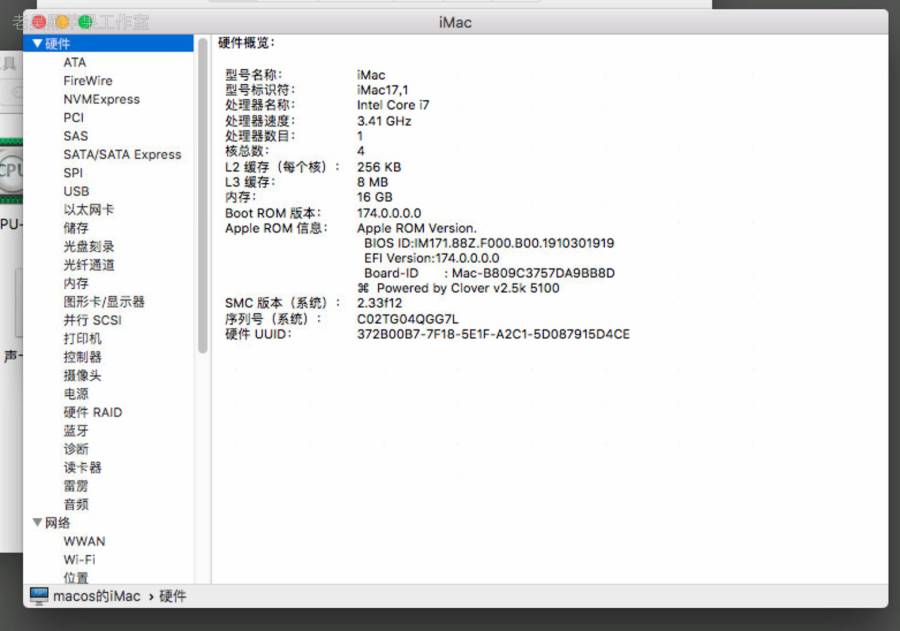 iMac
硬件
ATA
FireWire
NVMExpress
PCI
SAS
SATA/SATA Express
SPI
USB
以太网卡
储存
光盘刻录
光纤通道
内存
图形卡/显示器
并行 SCSI
打印机
控制器
摄像头
电源
硬件 RAID
蓝牙
诊断
读卡器
雷雳
音频
网络
WWAN
Wi-Fi
位置
硬件概览：
型号名称： iMac
型号标识符： iMac17,1
处理器名称： Intel Core i7
处理器速度： 3.41 GHz
处理器数目： 1
核总数： 4
L2 缓存（每个核）： 256 KB
L3 缓存： 8 MB
内存： 16 GB
Boot ROM 版本： 174.0.0.0.0
Apple ROM 信息： Apple ROM Version.
BIOS ID:IM171.88Z.F000.B00.1910301919
EFI Version:174.0.0.0.0
Board-ID : Mac-B809C3757DA9BB8D
⌘ Powered by Clover v2.5k 5100
SMC 版本（系统）： 2.33f12
序列号（系统）： C02TG04QGG7L
硬件 UUID： 372B00B7-7F18-5E1F-A2C1-5D087915D4CE
macos的iMac › 硬件